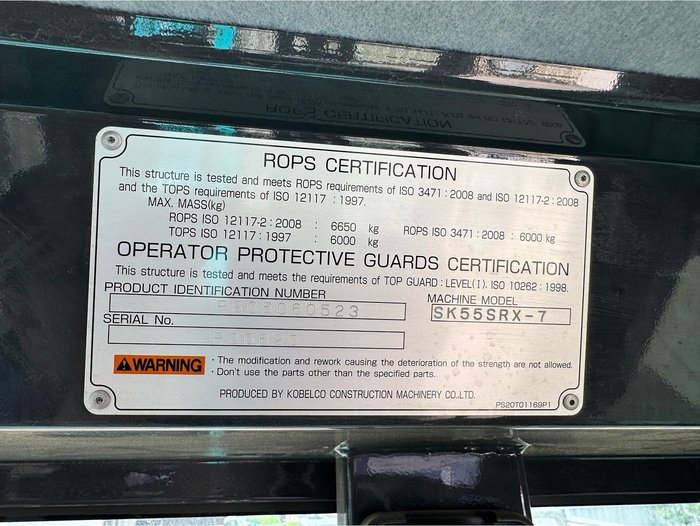 ROPS CERTIFICATION
This structure is tested and meets ROPS requirements of ISO 3471 : 2008 and ISO 12117-2 : 2008
and the TOPS requirements of ISO 12117 : 1997.
MAX. MASS(kg)
ROPS ISO 12117-2 : 2008 : 6650 kg ROPS ISO 3471 : 2008 : 6000 kg
TOPS ISO 12117 : 1997 : 6000 kg
OPERATOR PROTECTIVE GUARDS CERTIFICATION
This structure is tested and meets the requirements of TOP GUARD : LEVEL(I). ISO 10262 : 1998.
PRODUCT IDENTIFICATION NUMBER
MACHINE MODEL
SK55SRX-7
SERIAL No.
WARNING
・The modification and rework causing the deterioration of the strength are not allowed.
・Don't use the parts other than the specified parts.
PRODUCED BY KOBELCO CONSTRUCTION MACHINERY CO.,LTD.
PS20T01169P1